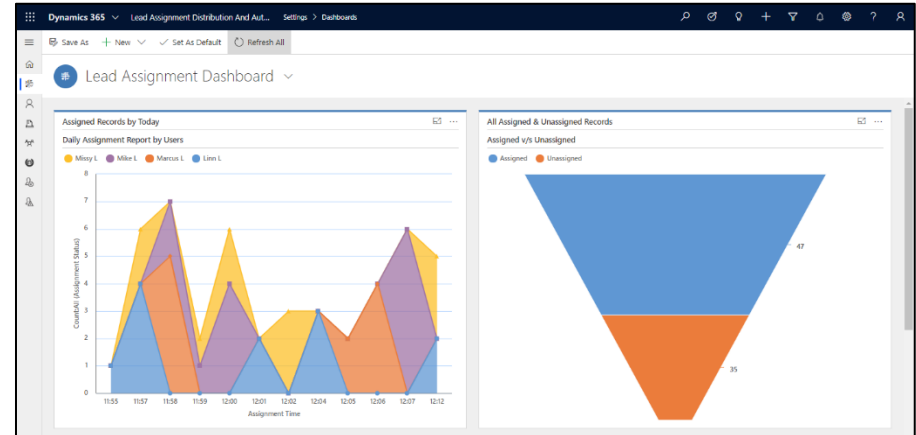 Dynamics 365 Lead Assignment Distribution And Aut... Settings > Dashboards
Save As New Set As Default Refresh All
Lead Assignment Dashboard
Assigned Records by Today
Daily Assignment Report by Users
Missy L Mike L Marcus L Linn L
8
7
6
5
4
3
2
1
0
Count:All (Assignment Status)
11:55 11:57 11:58 11:59 12:00 12:01 12:02 12:04 12:05 12:06 12:07 12:12
Assignment Time
All Assigned & Unassigned Records
Assigned v/s Unassigned
Assigned Unassigned
47
35